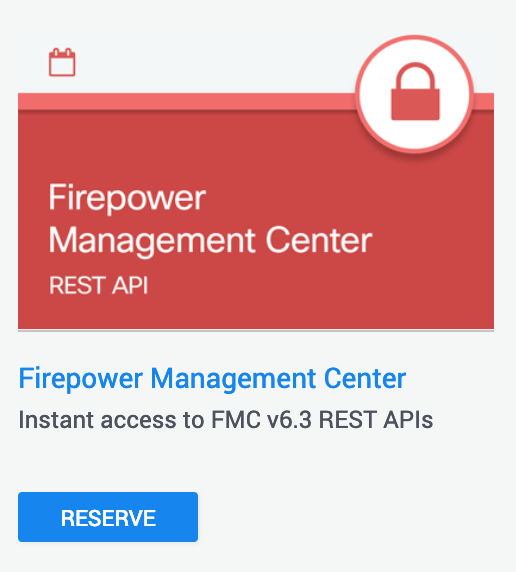 Firepower
Management Center
REST API
Firepower Management Center
Instant access to FMC v6.3 REST APIs
RESERVE